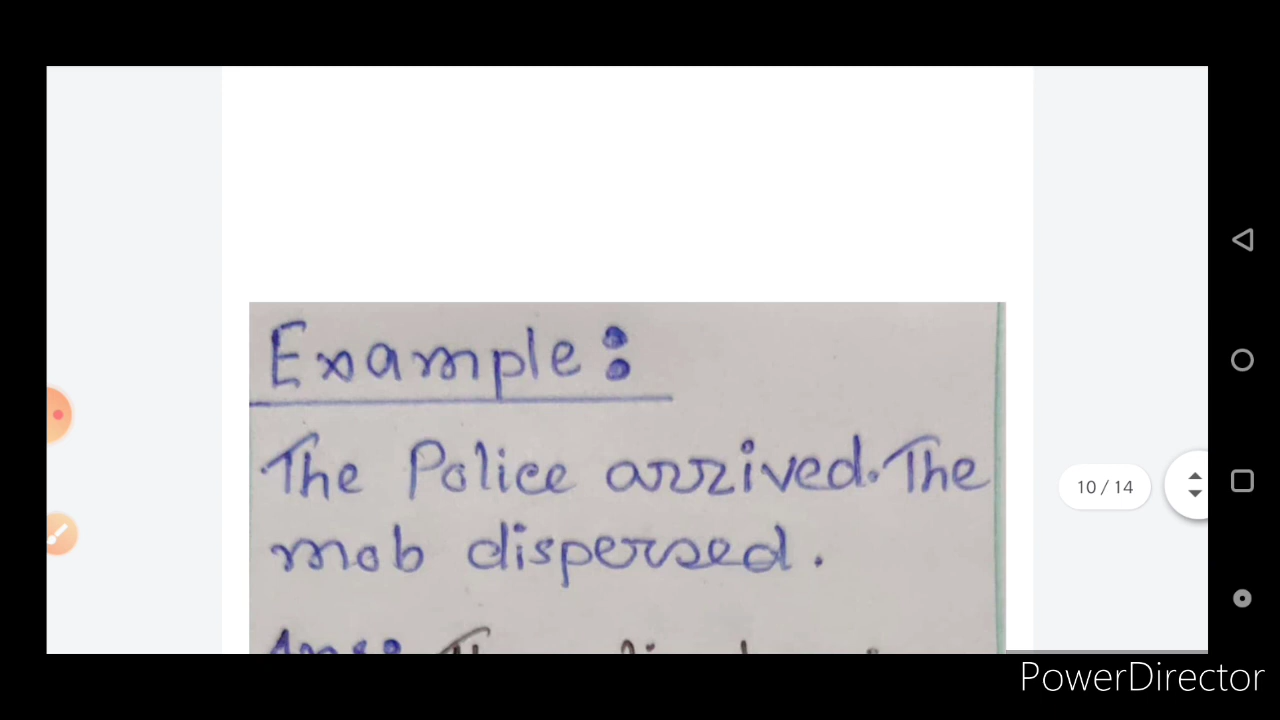 Example:
The Police arrived. The
mob dispersed.
10 / 14
PowerDirector